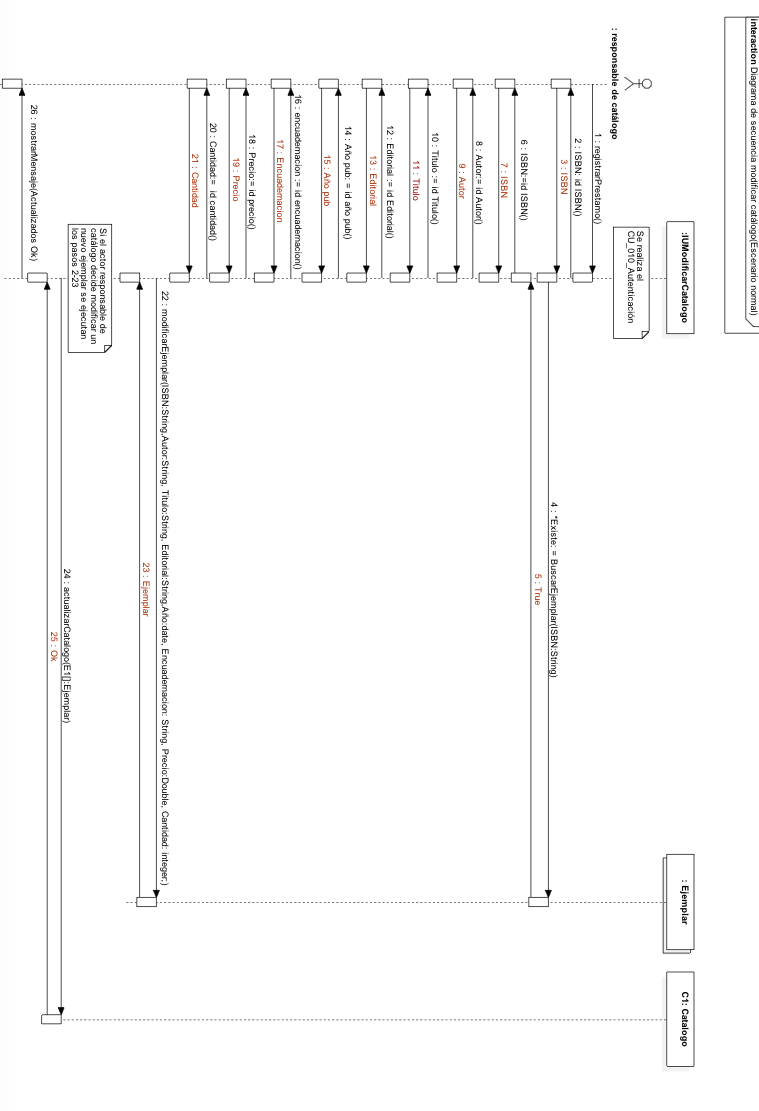 interaction Diagrama de secuencia modificar catálogo(Escenario normal)
: responsable de catálogo
:IUModificarCatalogo
: Ejemplar
C1: Catalogo
Se realiza el
CU_010_Autenticación
1 : registrarPrestamo()
2 : ISBN: id ISBN()
3 : ISBN
4 : *Existe: = BuscarEjemplar(ISBN:String)
5 : True
6 : ISBN:=id ISBN()
7 : ISBN
8 : Autor:= id Autor()
9 : Autor
10 : Titulo := id Titulo()
11 : Titulo
12 : Editorial := id Editorial()
13 : Editorial
14 : Año pub: = id año pub()
15 : Año pub
16 : encuadernacion := id encuadernacion()
17 : Encuadernacion
18 : Precio:= id precio()
19 : Precio
20 : Cantidad:= id cantidad()
21 : Cantidad
22 : modificarEjemplar(ISBN:String,Autor:String, Titulo:String, Editorial:String,Año:date, Encuadernacion: String, Precio:Double, Cantidad: integer;)
23 : Ejemplar
Si el actor responsable de
catálogo decide modificar un
nuevo ejemplar se ejecutan
los pasos 2-23
24 : actualizarCatalogo(E1[]:Ejemplar)
25 : Ok
26 : mostrarMensaje(Actualizados Ok)